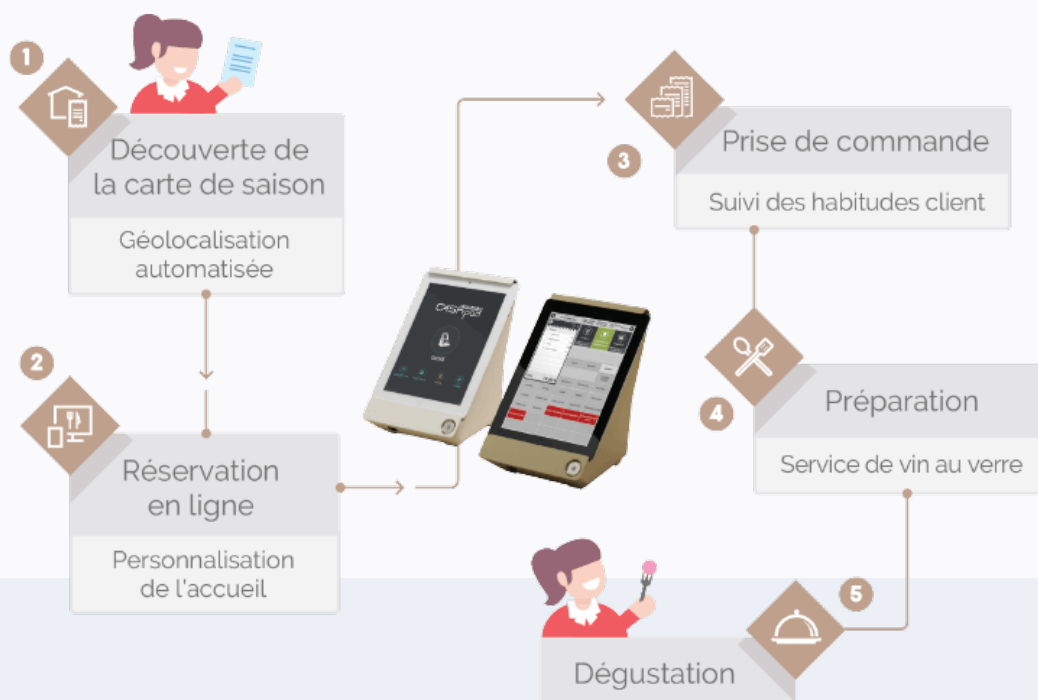 1
Découverte de
la carte de saison
Géolocalisation
automatisée
2
Réservation
en ligne
Personnalisation
de l'accueil
3
Prise de commande
Suivi des habitudes client
4
Préparation
Service de vin au verre
5
Dégustation